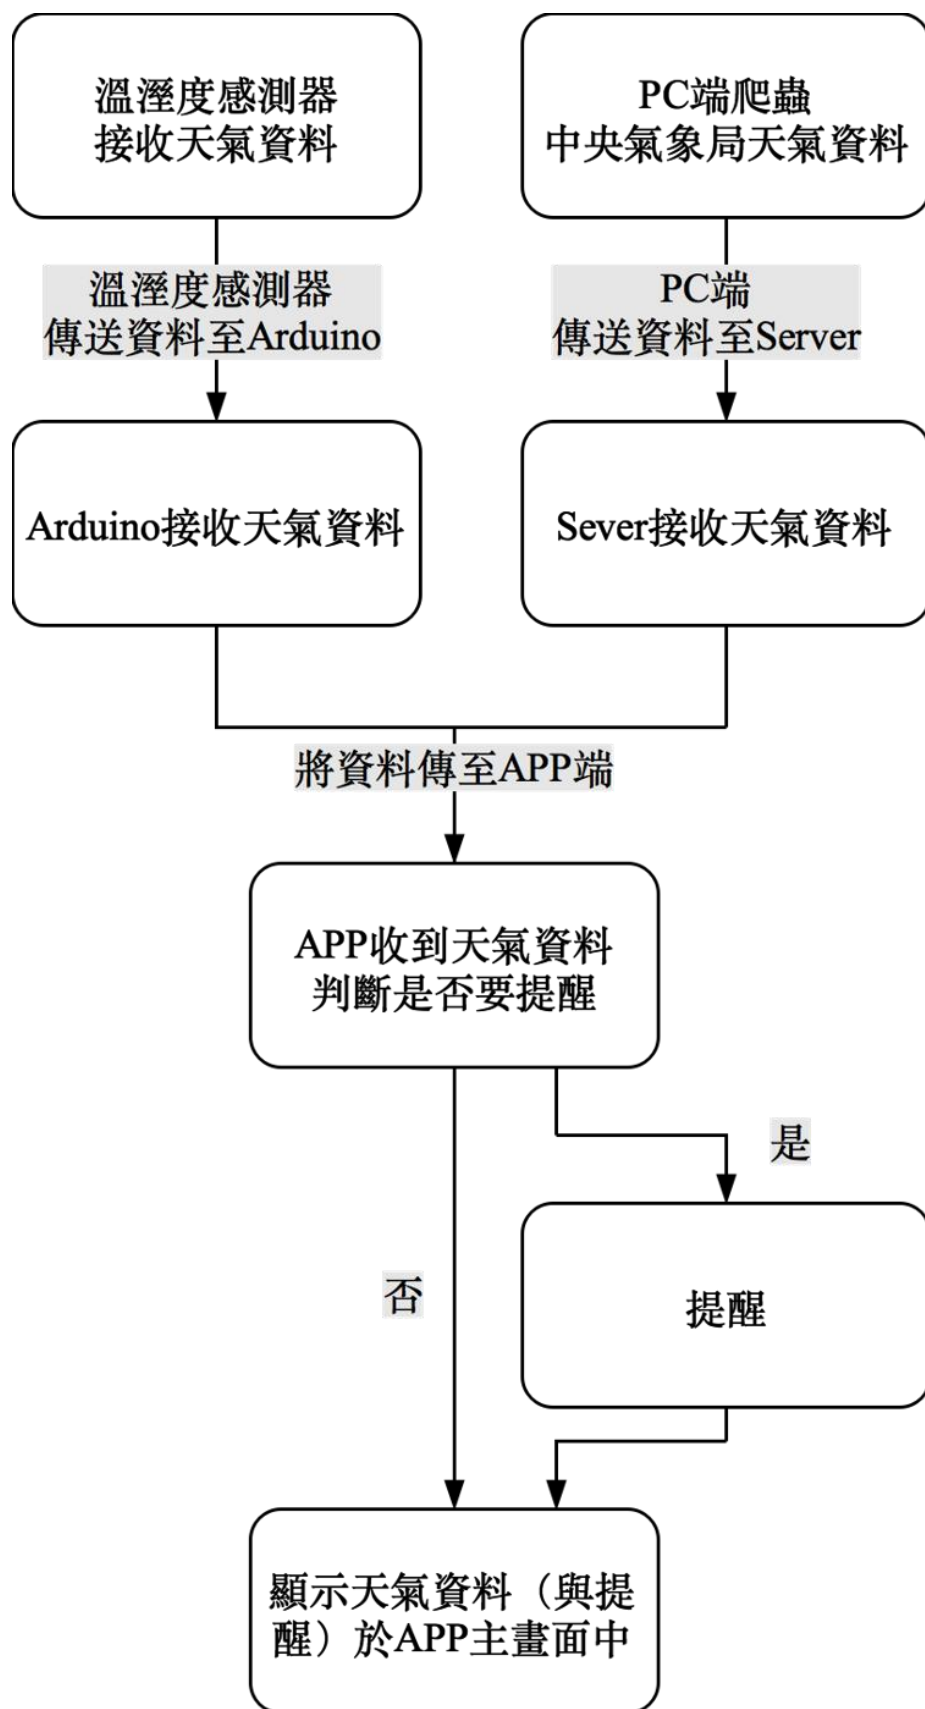 溫溼度感測器
接收天氣資料
PC端爬蟲
中央氣象局天氣資料
溫溼度感測器
傳送資料至Arduino
PC端
傳送資料至Server
Arduino接收天氣資料
Sever接收天氣資料
將資料傳至APP端
APP收到天氣資料
判斷是否要提醒
是
否
提醒
顯示天氣資料（與提
醒）於APP主畫面中